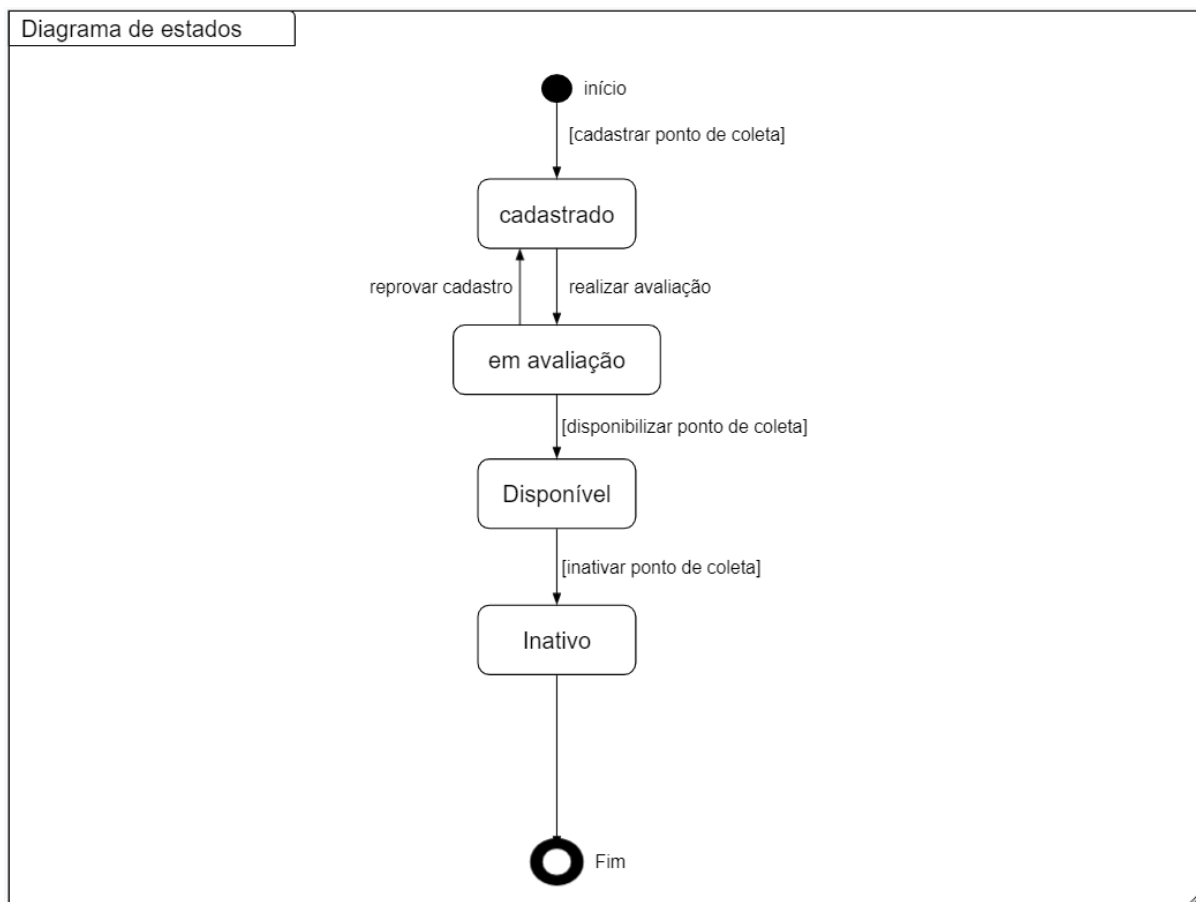 Diagrama de estados
início
[cadastrar ponto de coleta]
cadastrado
reprovar cadastro
realizar avaliação
em avaliação
[disponibilizar ponto de coleta]
Disponível
[inativar ponto de coleta]
Inativo
Fim